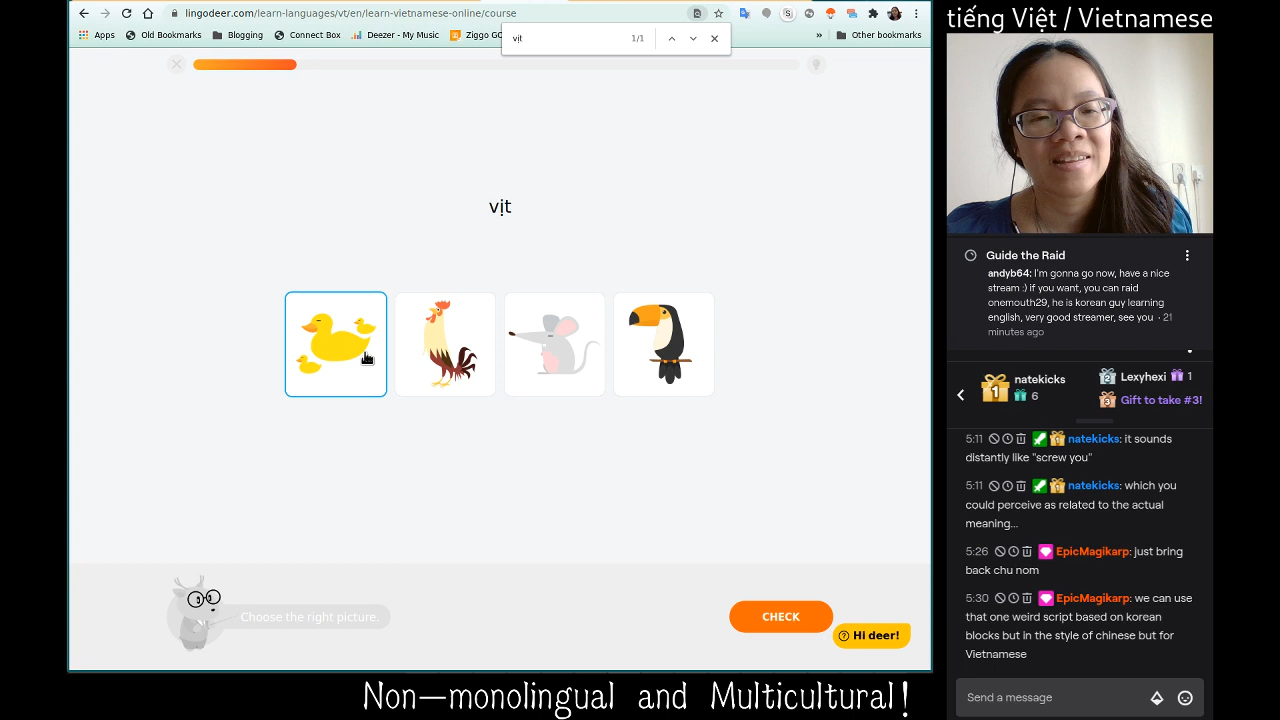 lingodeer.com/learn-languages/vt/en/learn-vietnamese-online/course
Apps
Old Bookmarks
Blogging
Connect Box
Deezer - My Music
Ziggo GO
»
Other bookmarks
vịt
1/1
vịt
Choose the right picture.
CHECK
Hi deer!
tiếng Việt / Vietnamese
Guide the Raid
andyb64: I'm gonna go now, have a nice
stream :) if you want, you can raid
onemouth29, he is korean guy learning
english, very good streamer, see you · 21
minutes ago
1
natekicks
6
2
Lexyhexi 1
3
Gift to take #3!
5:11 natekicks: it sounds
distantly like "screw you"
5:11 natekicks: which you
could perceive as related to the actual
meaning...
5:26 EpicMagikarp: just bring
back chu nom
5:30 EpicMagikarp: we can use
that one weird script based on korean
blocks but in the style of chinese but for
Vietnamese
Send a message
Non-monolingual and Multicultural!